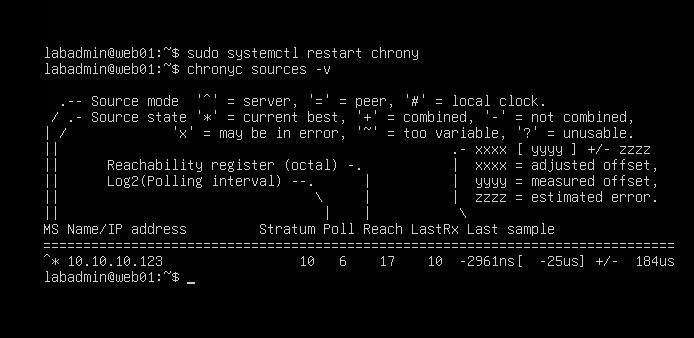 labadmin@web01:~$ sudo systemctl restart chrony
labadmin@web01:~$ chronyc sources -v

  .-- Source mode  '^' = server, '=' = peer, '#' = local clock.
 / .- Source state '*' = current best, '+' = combined, '-' = not combined,
| /             'x' = may be in error, '~' = too variable, '?' = unusable.
||                                                 .- xxxx [ yyyy ] +/- zzzz
||      Reachability register (octal) -.           |  xxxx = adjusted offset,
||      Log2(Polling interval) --.      |          |  yyyy = measured offset,
||                                \     |          |  zzzz = estimated error.
||                                 |    |           \
MS Name/IP address         Stratum Poll Reach LastRx Last sample
===============================================================================
^* 10.10.10.123                 10   6    17    10  -2961ns[  -25us] +/-  184us
labadmin@web01:~$ _